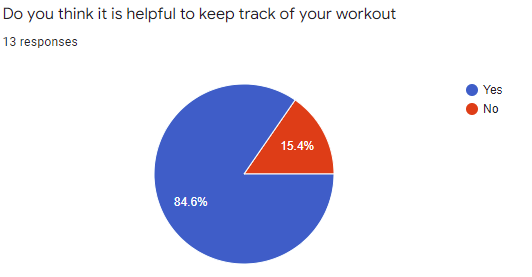 Do you think it is helpful to keep track of your workout
13 responses
Yes
No
15.4%
84.6%